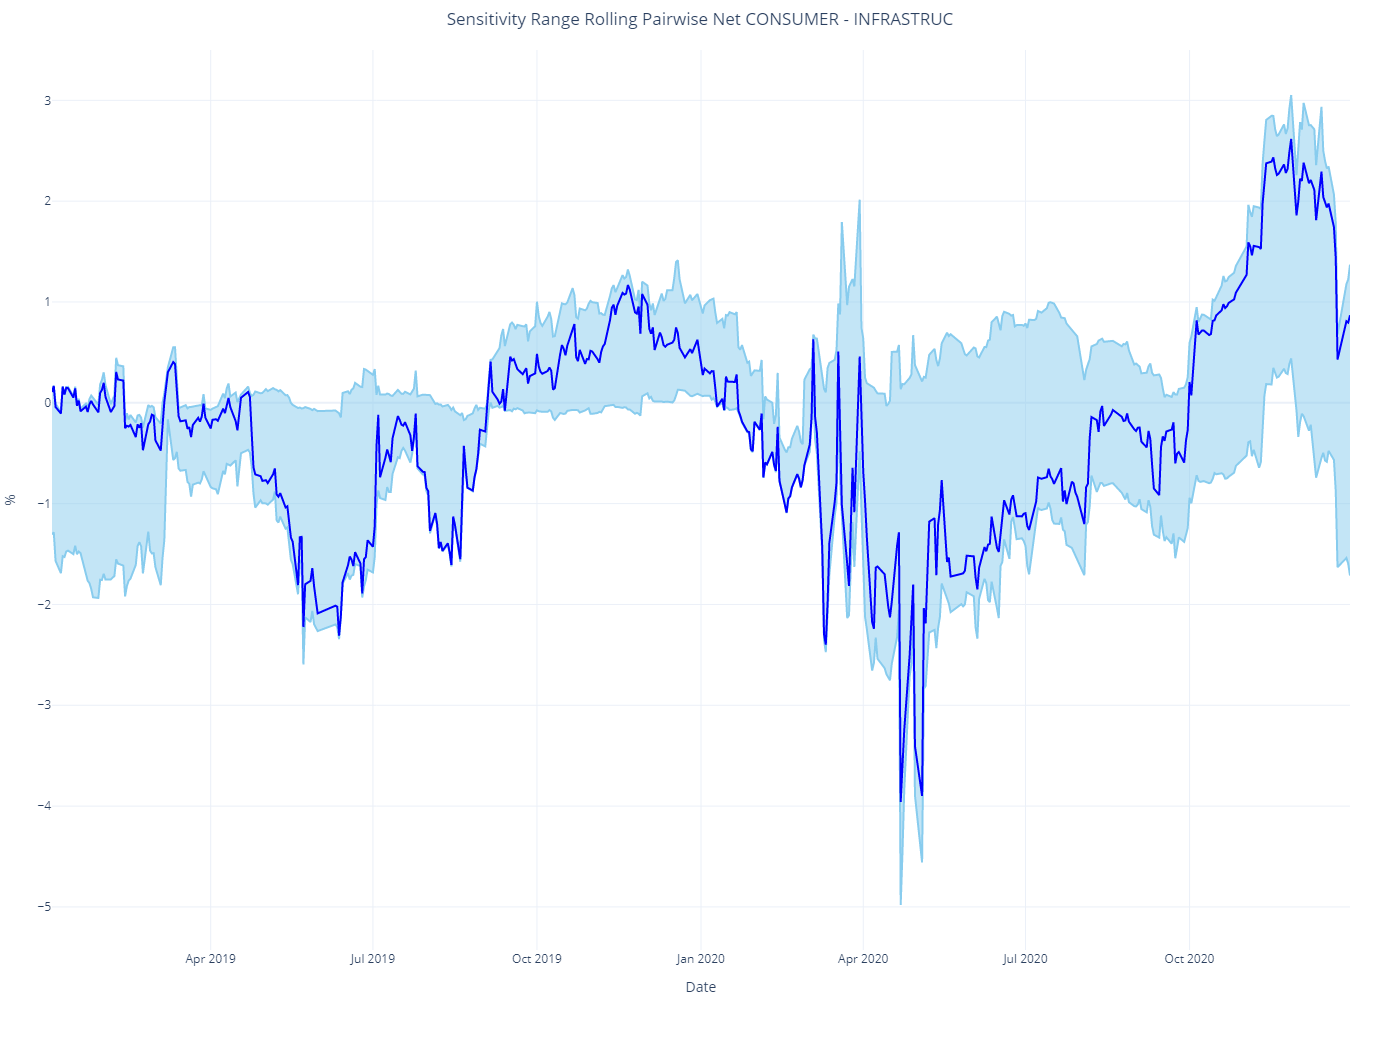 Sensitivity Range Rolling Pairwise Net CONSUMER - INFRASTRUC
3
2
1
0
−1
−2
−3
−4
−5
%
Apr 2019
Jul 2019
Oct 2019
Jan 2020
Apr 2020
Jul 2020
Oct 2020
Date